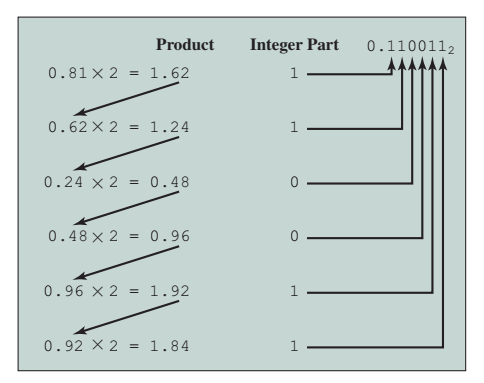 Product Integer Part 0.110011₂
0.81 × 2 = 1.62 1
0.62 × 2 = 1.24 1
0.24 × 2 = 0.48 0
0.48 × 2 = 0.96 0
0.96 × 2 = 1.92 1
0.92 × 2 = 1.84 1